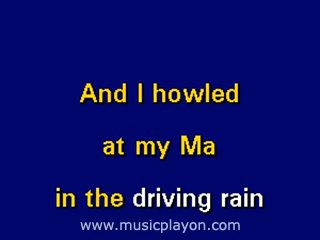 And I howled
at my Ma
in the driving rain
www.musicplayon.com